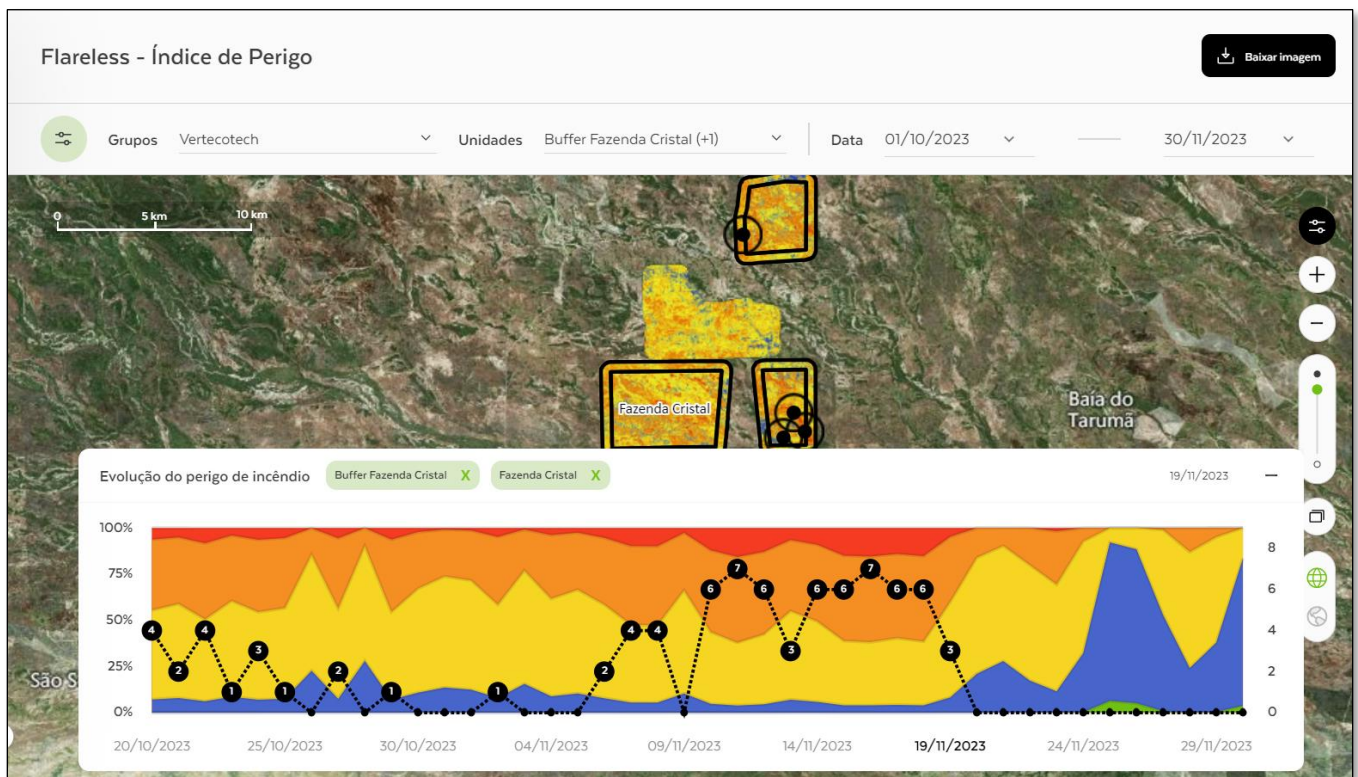 Flareless - Índice de Perigo
Baixar imagem
Grupos Vertecotech Unidades Buffer Fazenda Cristal (+1) Data 01/10/2023 30/11/2023
0 5 km 10 km
Fazenda Cristal
Baía do
Tarumã
São S
Evolução do perigo de incêndio Buffer Fazenda Cristal X Fazenda Cristal X 19/11/2023
100%
75%
50%
25%
0%
4 2 4 1 3 1 2 1 1 2 4 4 6 7 6 3 6 6 7 6 6 3
8
6
4
2
0
20/10/2023 25/10/2023 30/10/2023 04/11/2023 09/11/2023 14/11/2023 19/11/2023 24/11/2023 29/11/2023